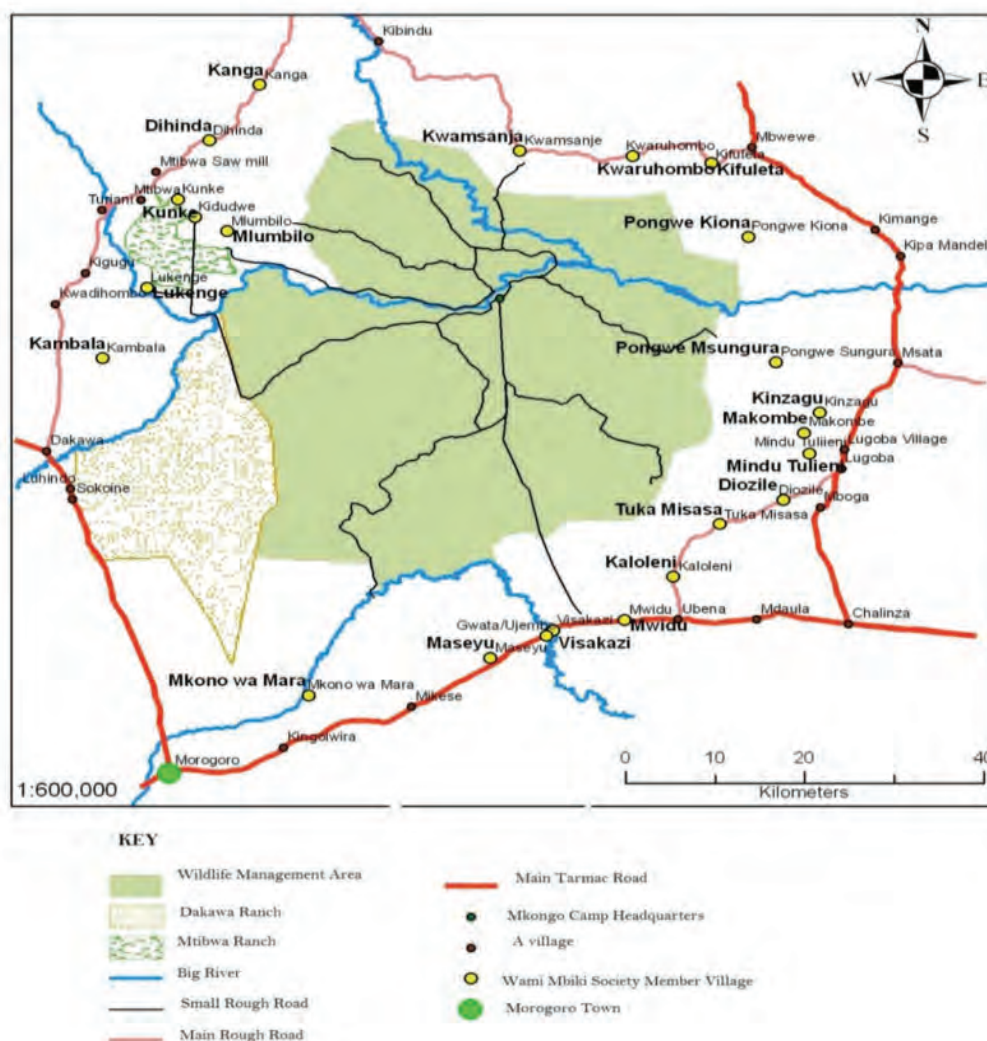 N
W E
S
Kibindu
Kanga Kanga
Dihinda Dihinda
Mtibwa Saw mill
Kwamsanja Kwamsanje
Kwaruhombo
Kifuleta
Kwaruhombo Kifuleta
Mbwewe
Turiani
Mtibwa Kunke
Kunke Kidudwe
Mlumbilo
Mlumbilo
Pongwe Kiona Pongwe Kiona
Kimange
Kipa Mandel
Kigugu
Lukenge
Lukenge
Kwadihombo
Kambala Kambala
Pongwe Msungura Pongwe Sungura Msata
Kinzagu Kinzagu
Makombe Makombe
Mindu Tuliieni Lugoba Village
Mindu Tulieni Lugoba
Diozile Diozile
Mboga
Tuka Misasa Tuka Misasa
Dakawa
Luhindo
Sokoine
Kaloleni Kaloleni
Gwata/Ujembe Visakazi
Mwidu Ubena Mdaula Chalinza
Mwidu
Maseyu Maseyu
Visakazi
Mkono wa Mara Mkono wa Mara
Mikese
Kingolwira
Morogoro
0 10 20 40
Kilometers
1:600,000
KEY
Wildlife Management Area
Dakawa Ranch
Mtibwa Ranch
Big River
Small Rough Road
Main Rough Road
Main Tarmac Road
Mkongo Camp Headquarters
A village
Wami Mbiki Society Member Village
Morogoro Town